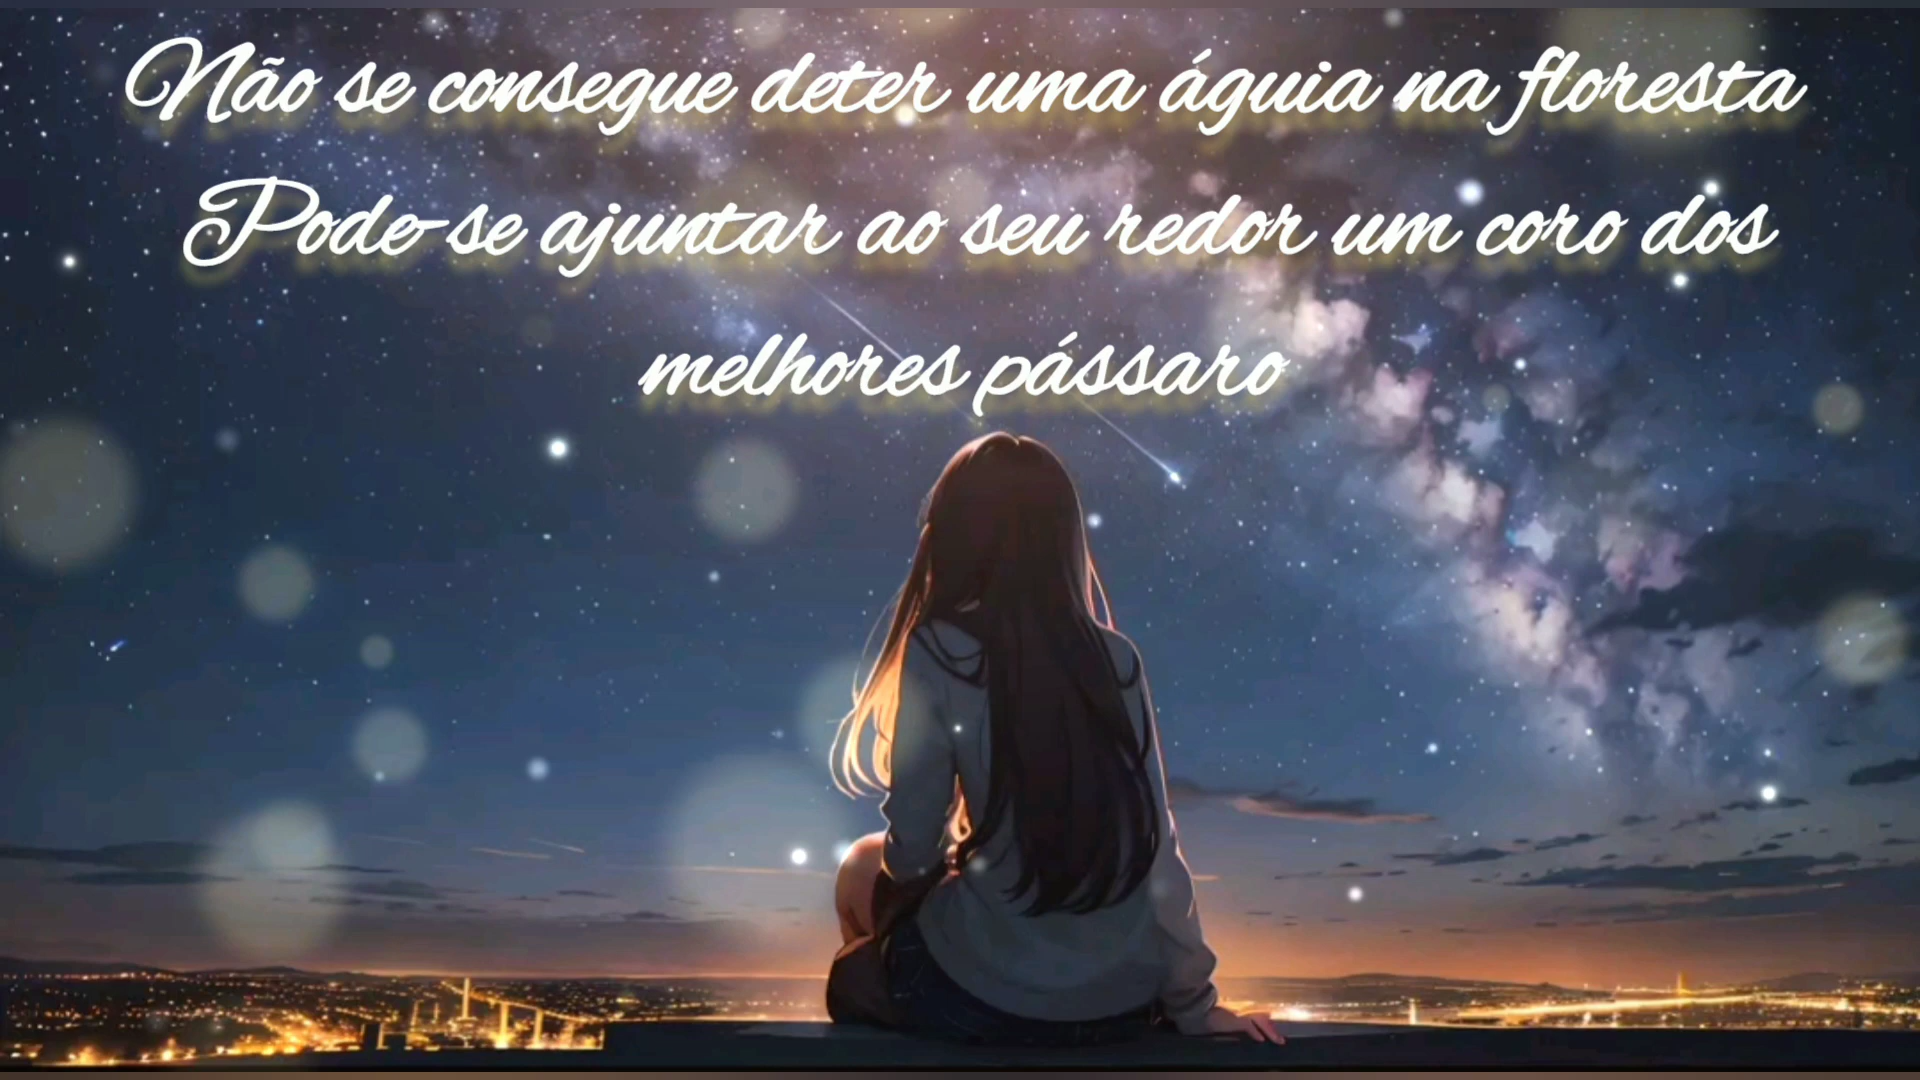 Não se consegue deter uma águia na floresta
Pode-se ajuntar ao seu redor um coro dos
melhores pássaro